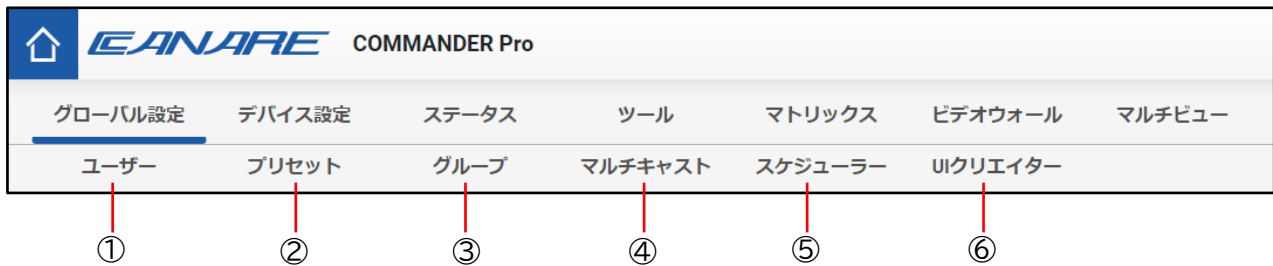 CANARE COMMANDER Pro
グローバル設定 デバイス設定 ステータス ツール マトリックス ビデオウォール マルチビュー
ユーザー プリセット グループ マルチキャスト スケジューラー UIクリエイター
① ② ③ ④ ⑤ ⑥